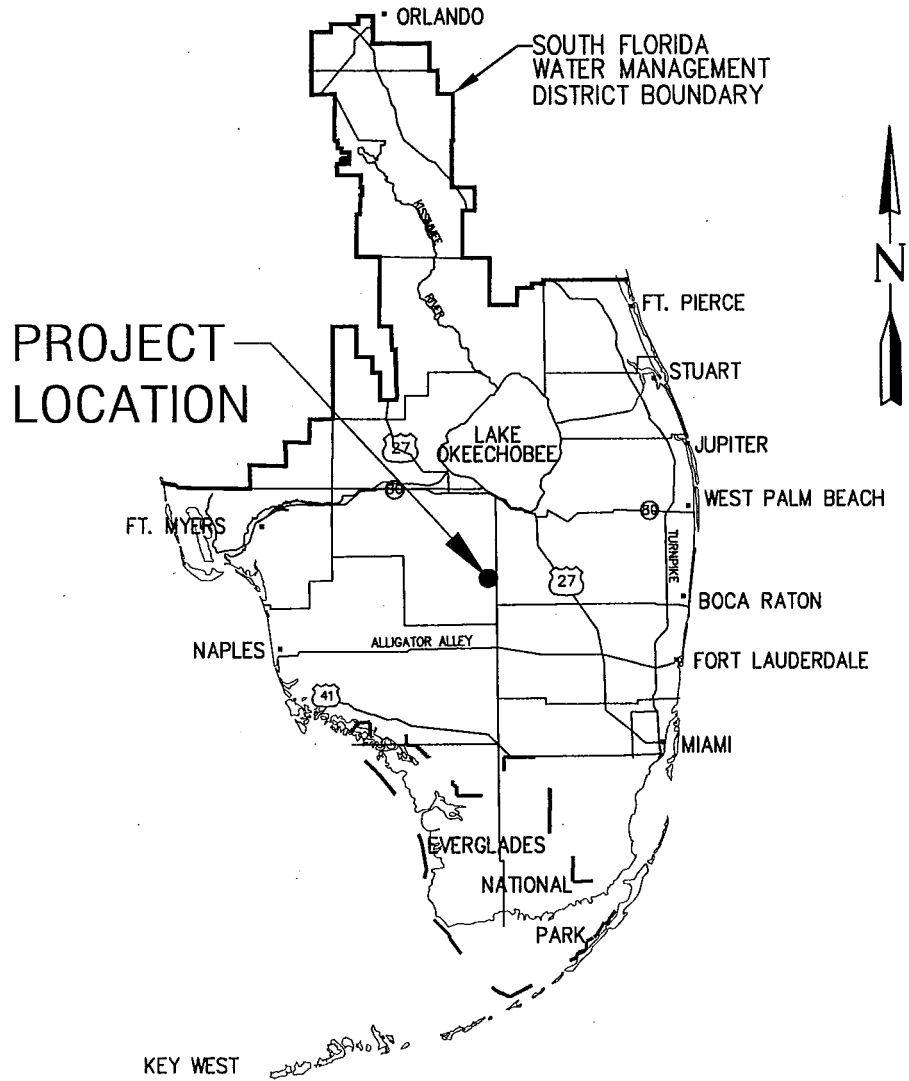 ORLANDO
SOUTH FLORIDA
WATER MANAGEMENT
DISTRICT BOUNDARY
KISSIMMEE
RIVER
N
FT. PIERCE
PROJECT
LOCATION
STUART
LAKE
OKEECHOBEE
27
JUPITER
80
WEST PALM BEACH
80
FT. MYERS
TURNPIKE
27
BOCA RATON
NAPLES
ALLIGATOR ALLEY
FORT LAUDERDALE
41
MIAMI
EVERGLADES
NATIONAL
PARK
KEY WEST